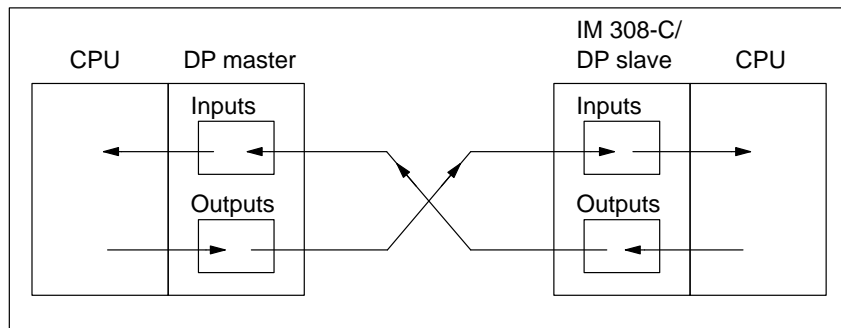 CPU
DP master
IM 308-C/
DP slave
CPU
Inputs
Inputs
Outputs
Outputs